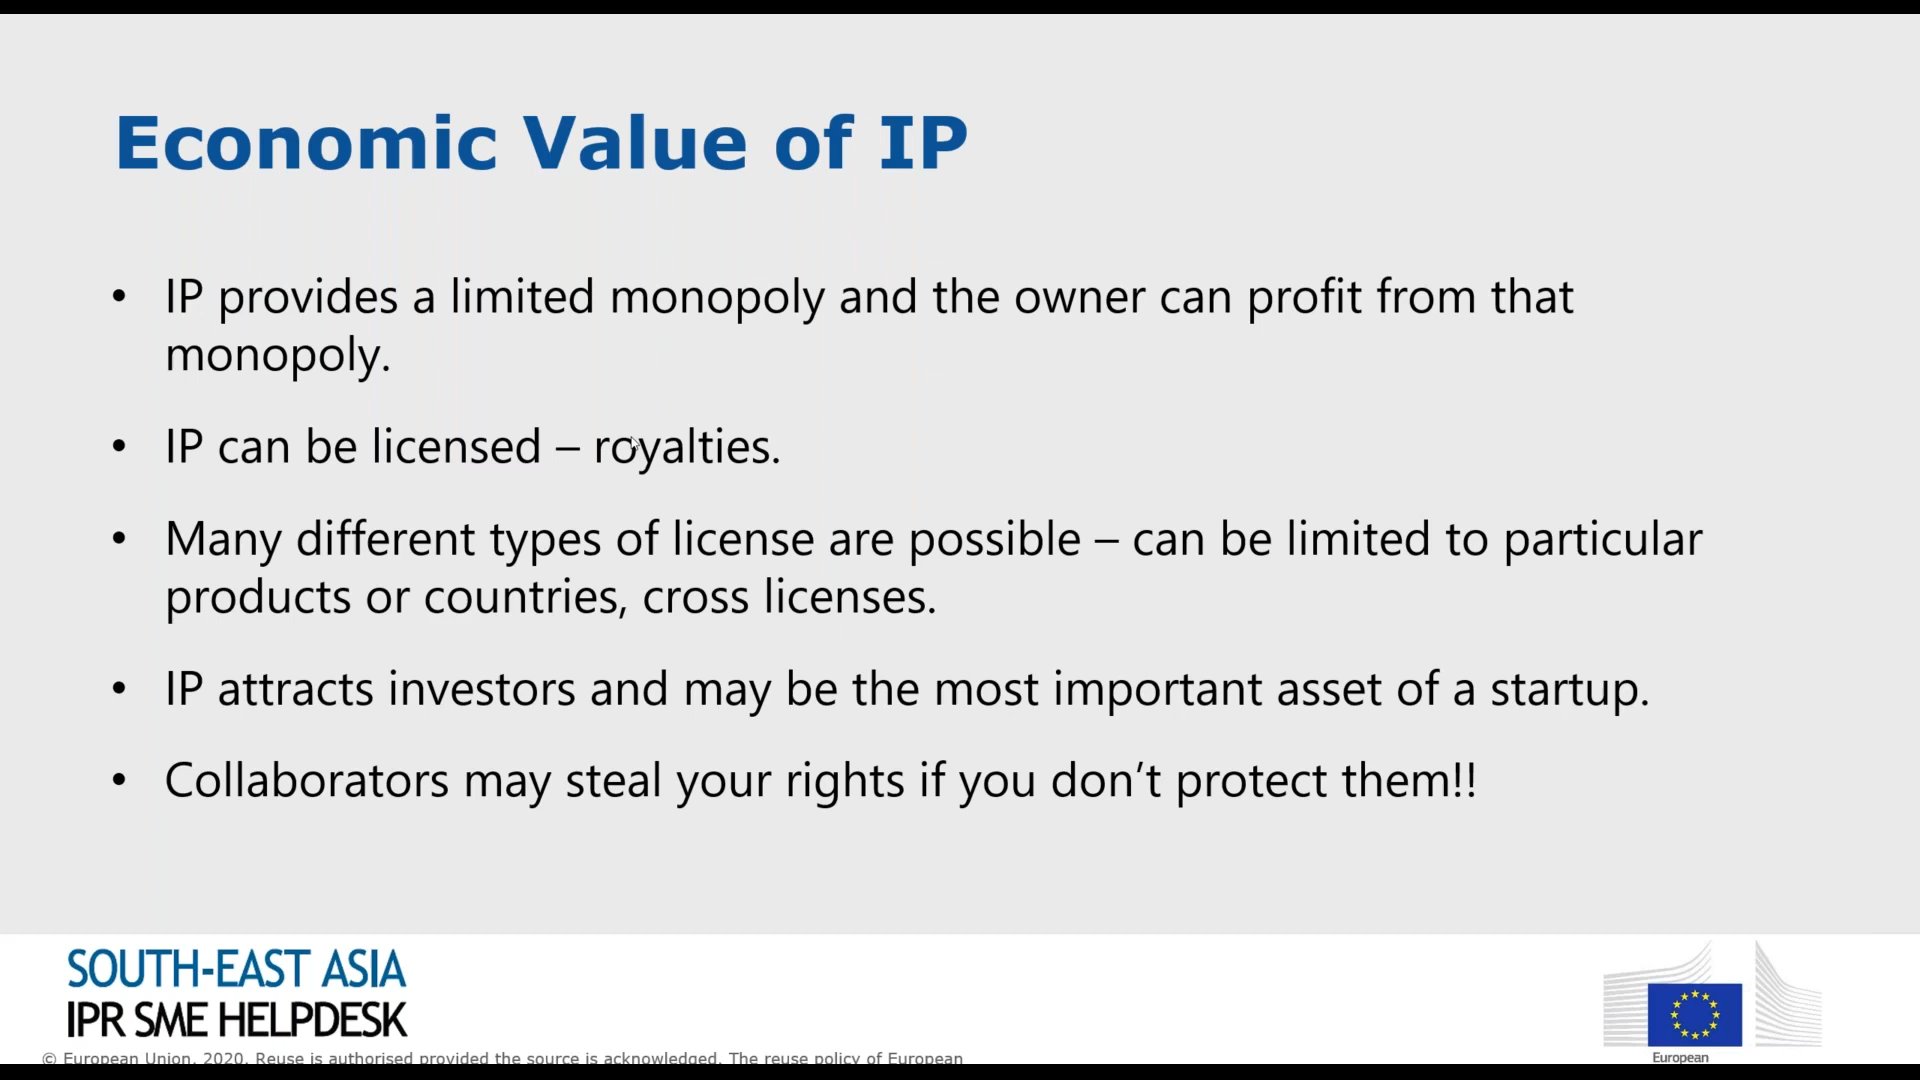 Economic Value of IP
• IP provides a limited monopoly and the owner can profit from that
monopoly.
• IP can be licensed – royalties.
• Many different types of license are possible – can be limited to particular
products or countries, cross licenses.
• IP attracts investors and may be the most important asset of a startup.
• Collaborators may steal your rights if you don’t protect them!!
SOUTH-EAST ASIA
IPR SME HELPDESK
© European Union, 2020. Reuse is authorised provided the source is acknowledged. The reuse policy of European
European